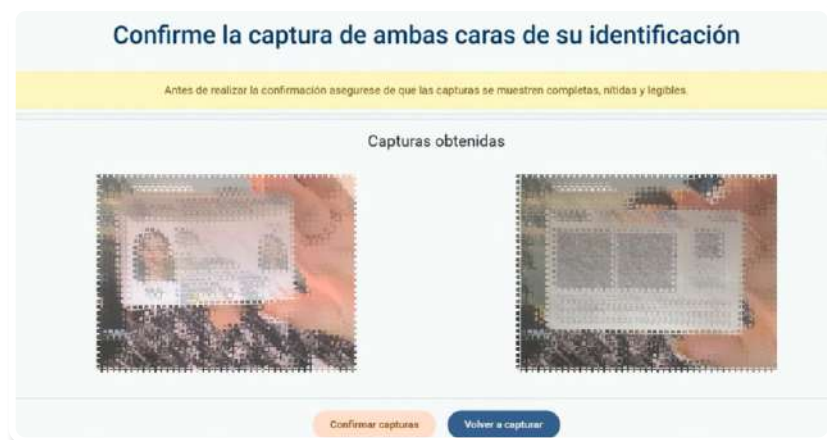 Confirme la captura de ambas caras de su identificación
Antes de realizar la confirmación asegurese de que las capturas se muestren completas, nítidas y legibles.
Capturas obtenidas
Confirmar capturas
Volver a capturar